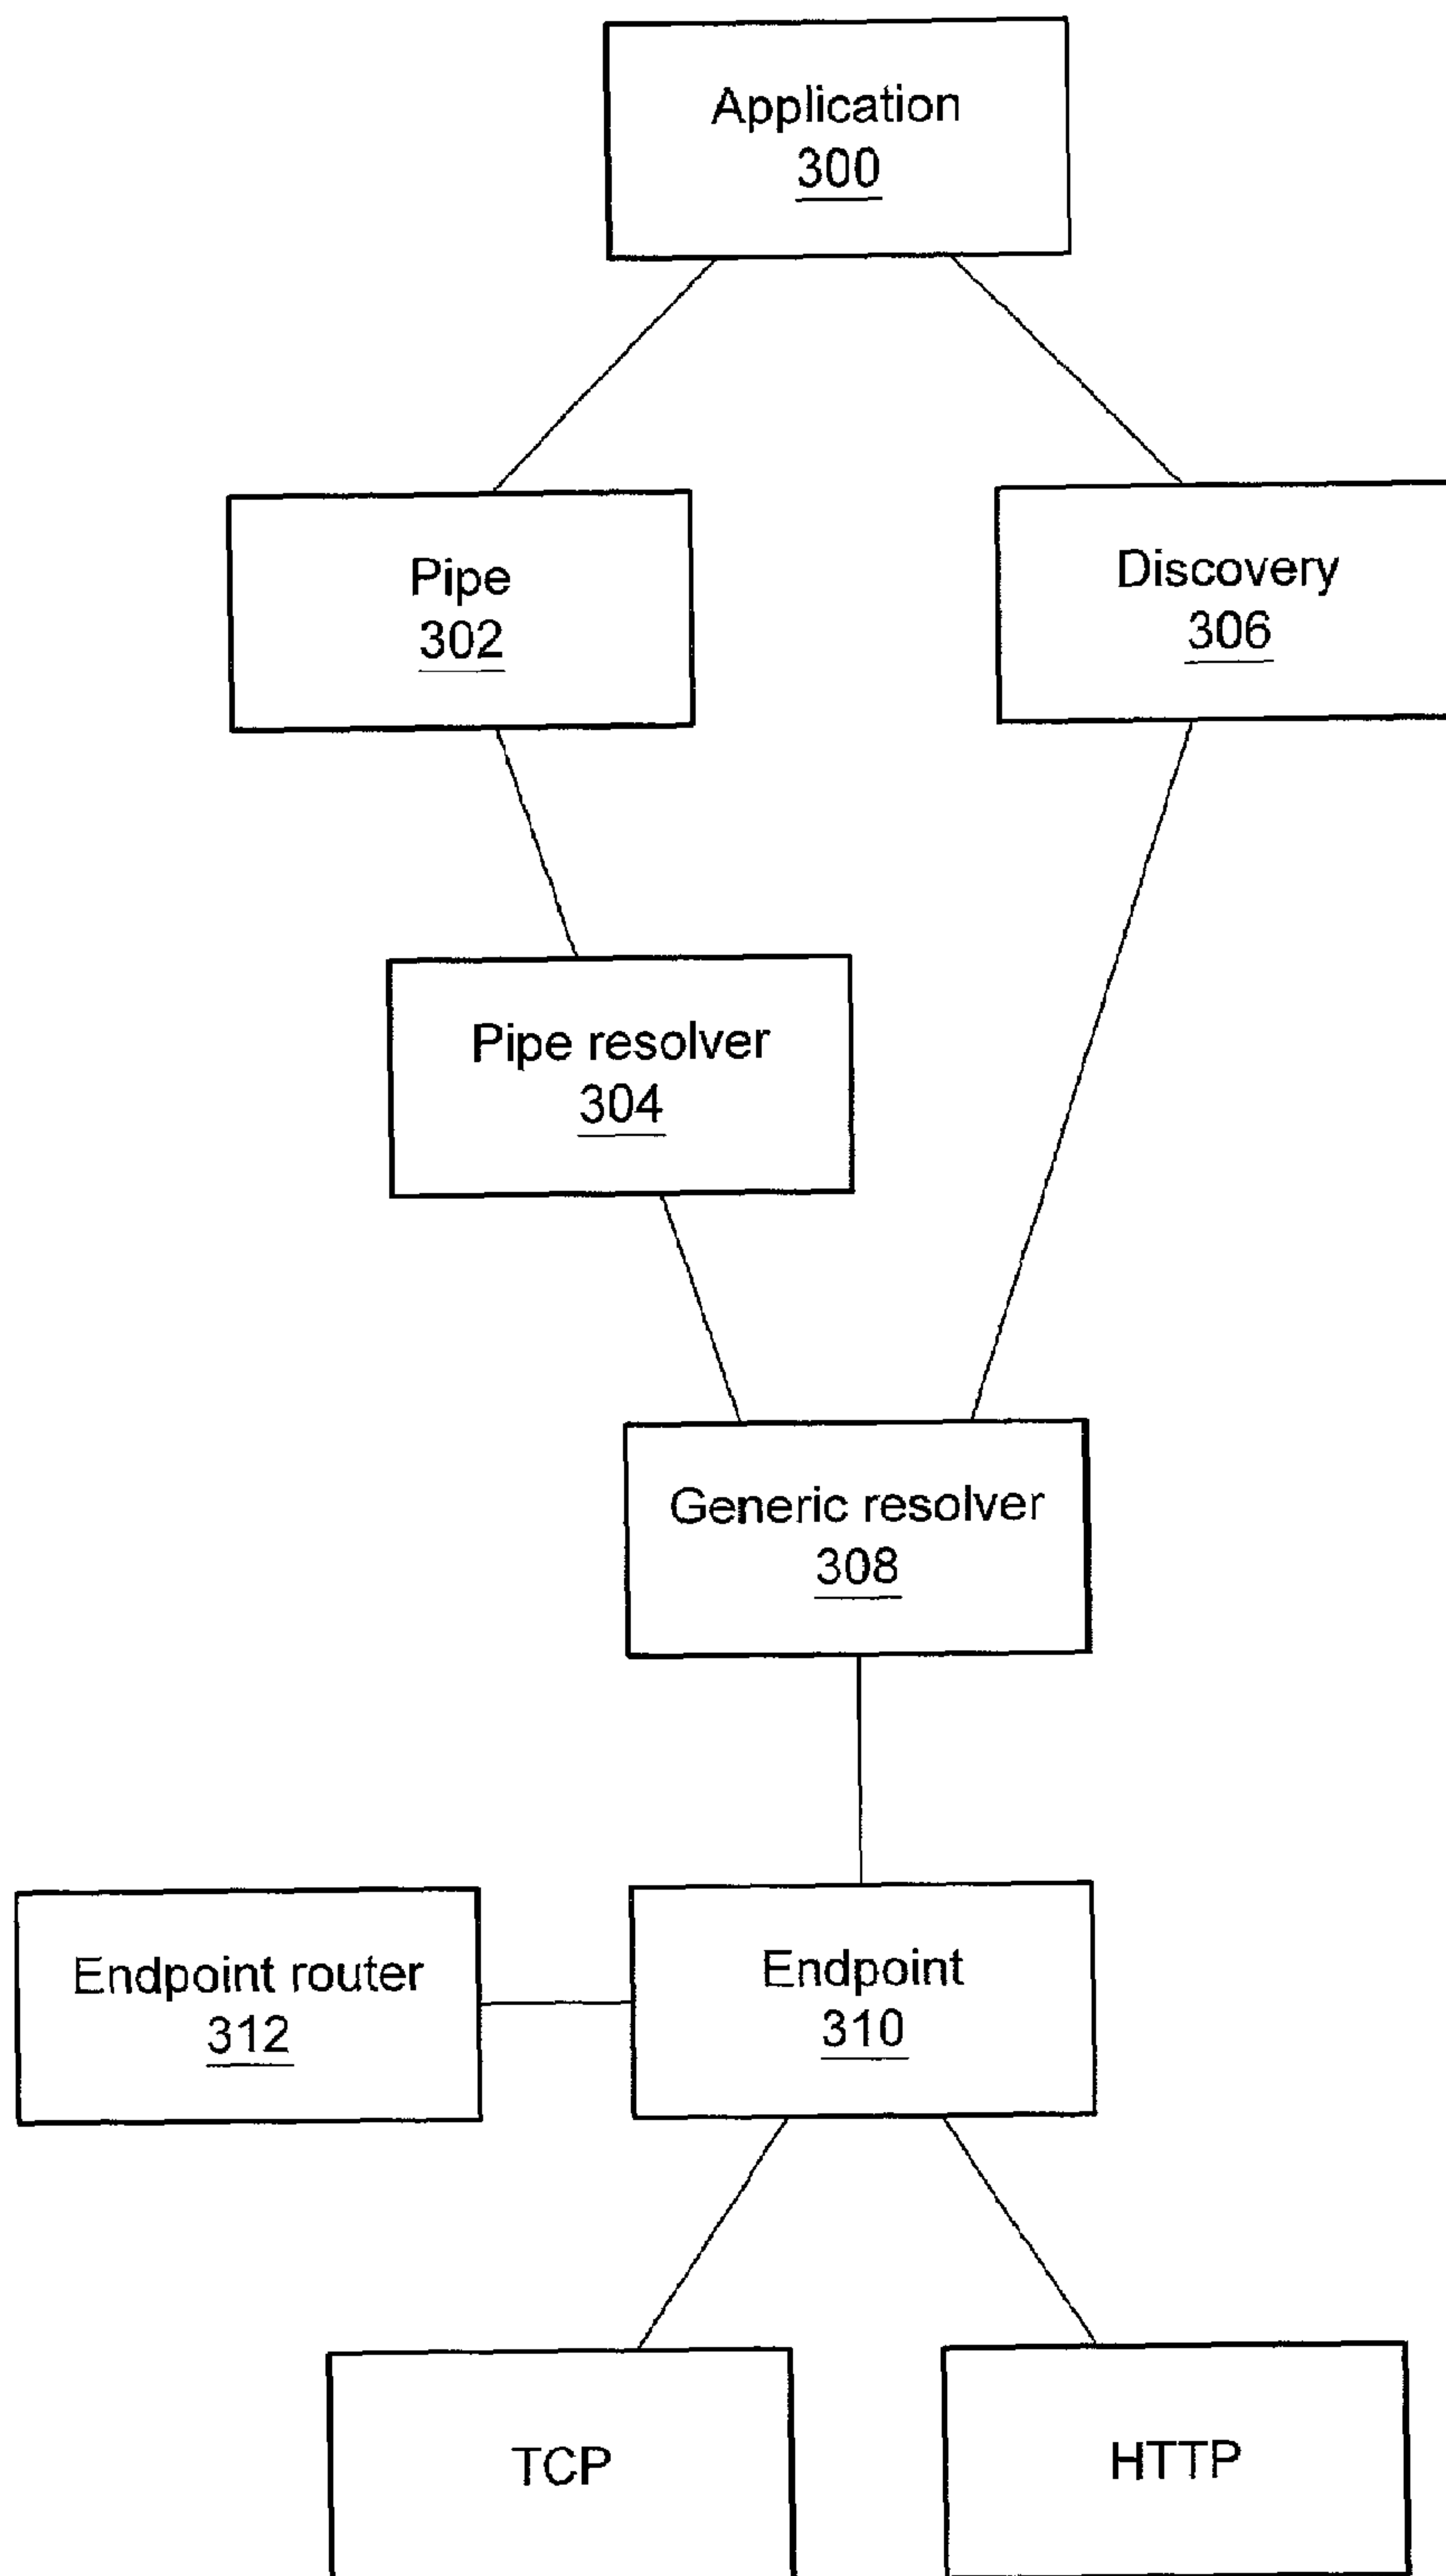 Application
300
Pipe
302
Discovery
306
Pipe resolver
304
Generic resolver
308
Endpoint router
312
Endpoint
310
TCP
HTTP